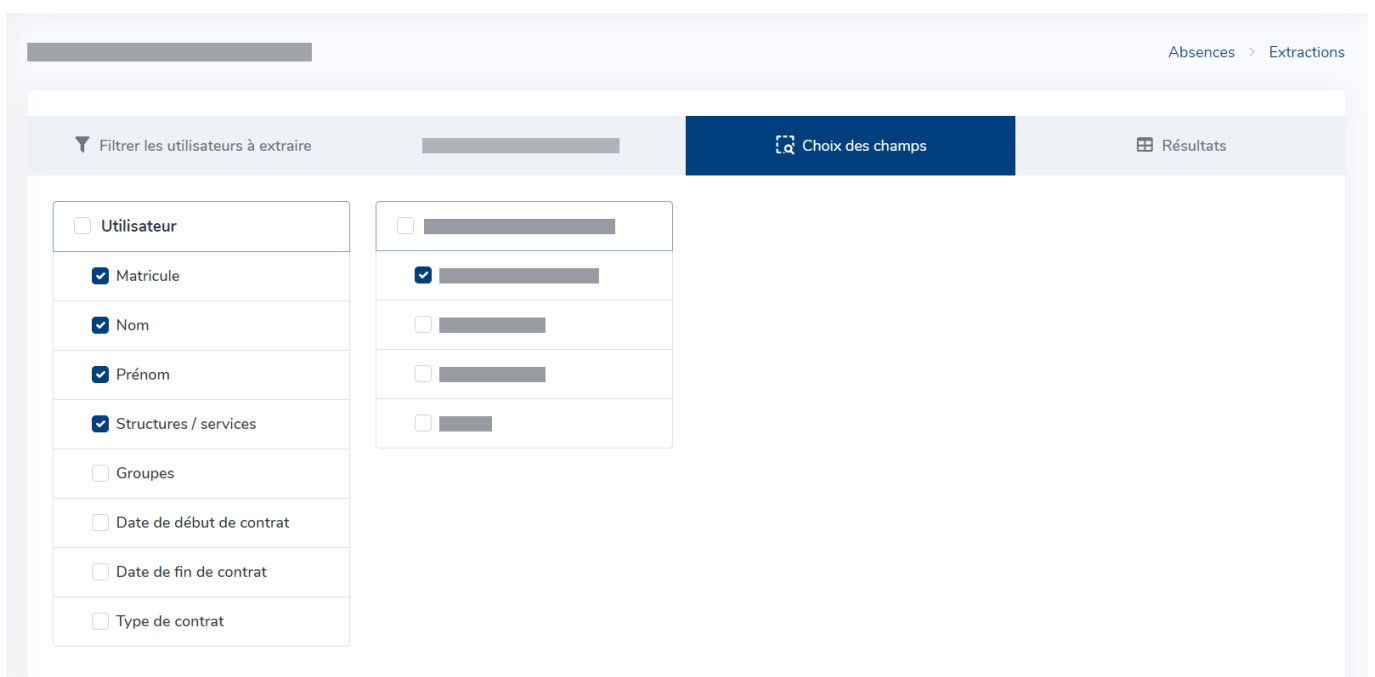 Absences > Extractions
Filtrer les utilisateurs à extraire
Choix des champs
Résultats
Utilisateur
Matricule
Nom
Prénom
Structures / services
Groupes
Date de début de contrat
Date de fin de contrat
Type de contrat